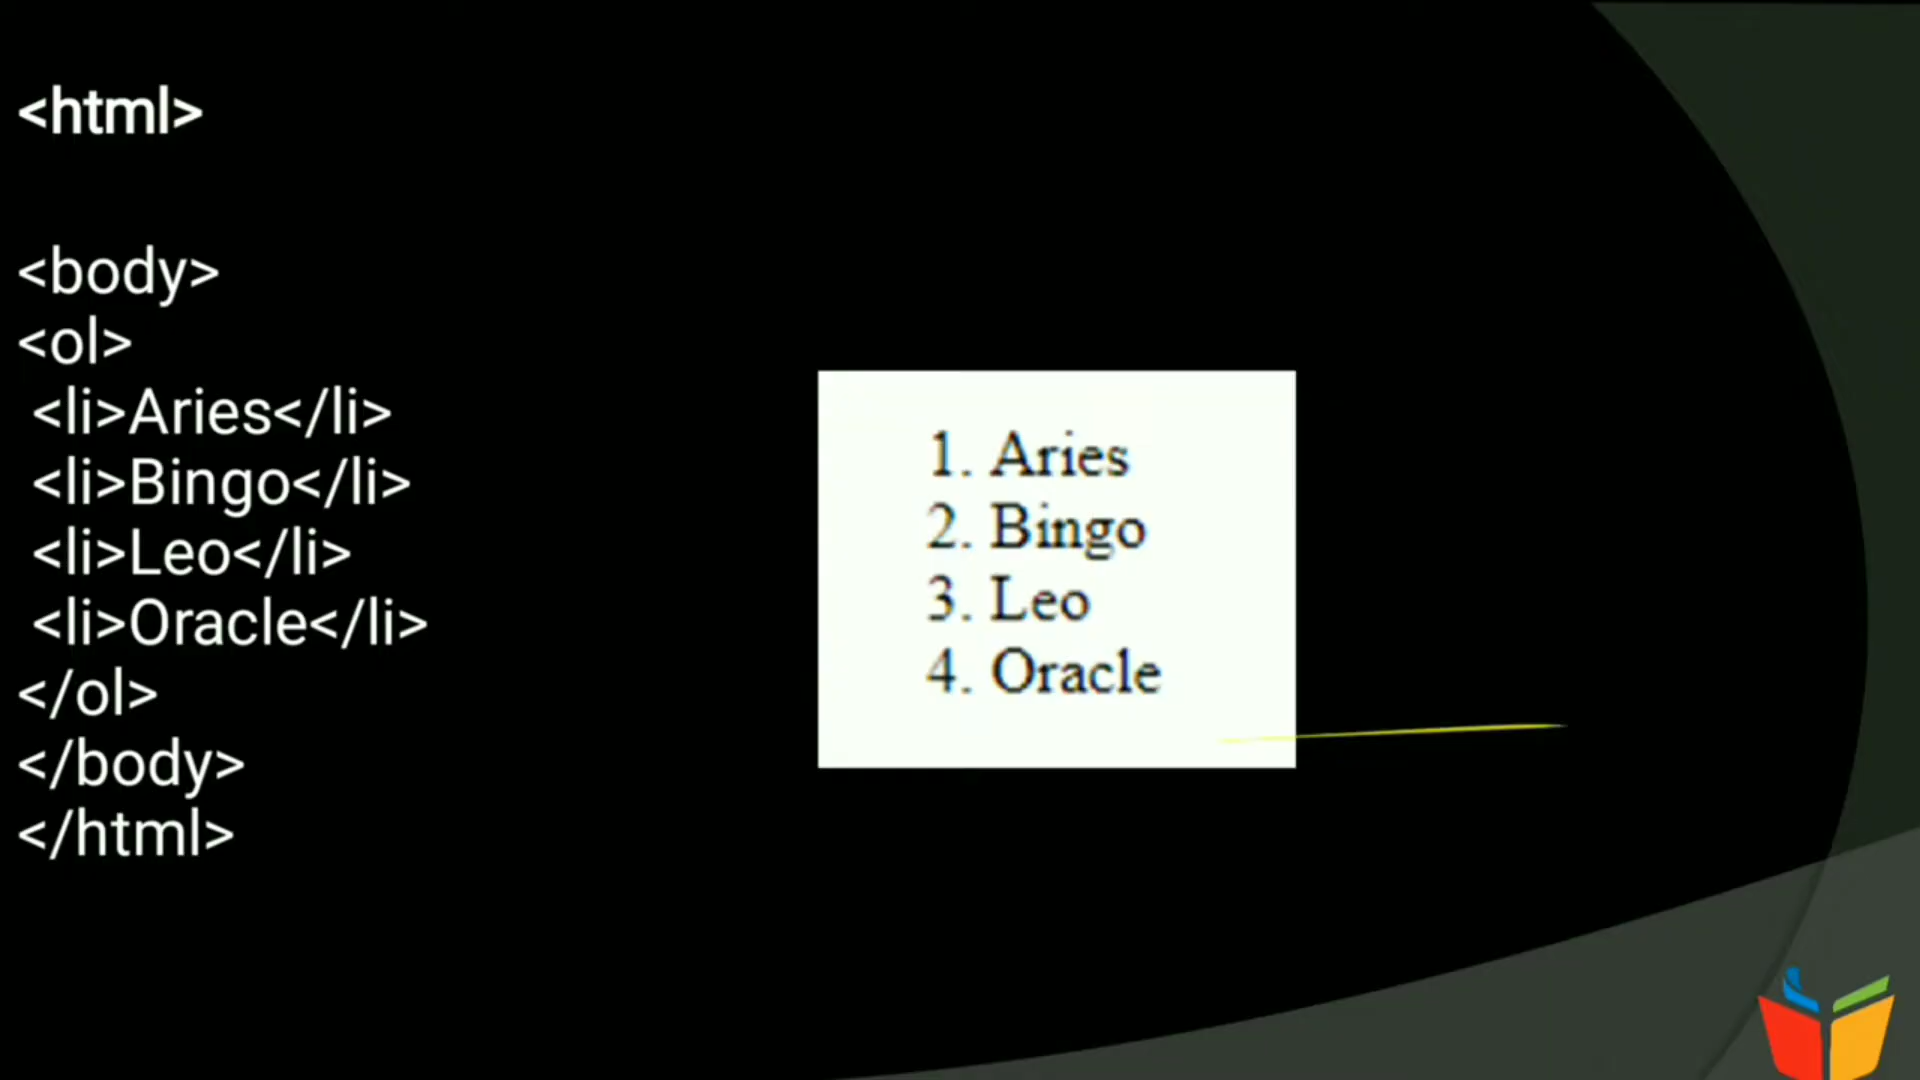 <html>
<body>
<ol>
<li>Aries</li>
<li>Bingo</li>
<li>Leo</li>
<li>Oracle</li>
</ol>
</body>
</html>
1. Aries
2. Bingo
3. Leo
4. Oracle